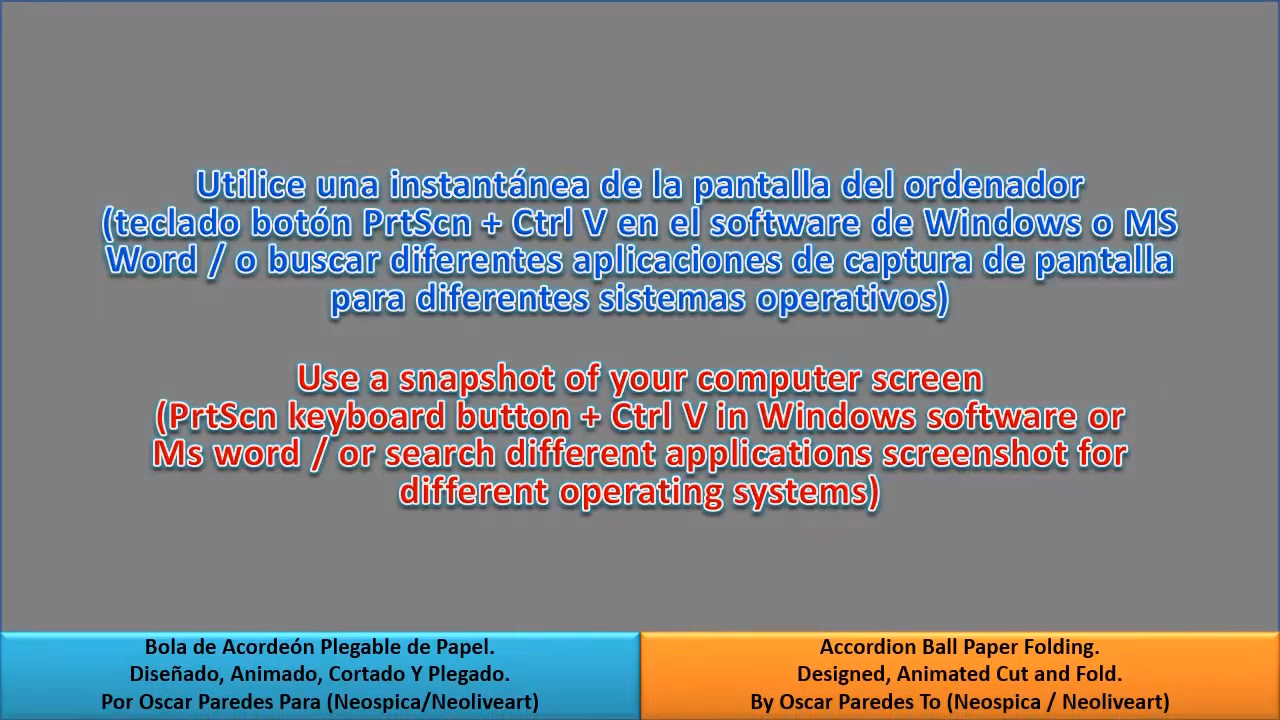 Utilice una instantánea de la pantalla del ordenador
(teclado botón PrtScn + Ctrl V en el software de Windows o MS
Word / o buscar diferentes aplicaciones de captura de pantalla
para diferentes sistemas operativos)
Use a snapshot of your computer screen
(PrtScn keyboard button + Ctrl V in Windows software or
Ms word / or search different applications screenshot for
different operating systems)
Bola de Acordeón Plegable de Papel.
Diseñado, Animado, Cortado Y Plegado.
Por Oscar Paredes Para (Neospica/Neoliveart)
Accordion Ball Paper Folding.
Designed, Animated Cut and Fold.
By Oscar Paredes To (Neospica / Neoliveart)